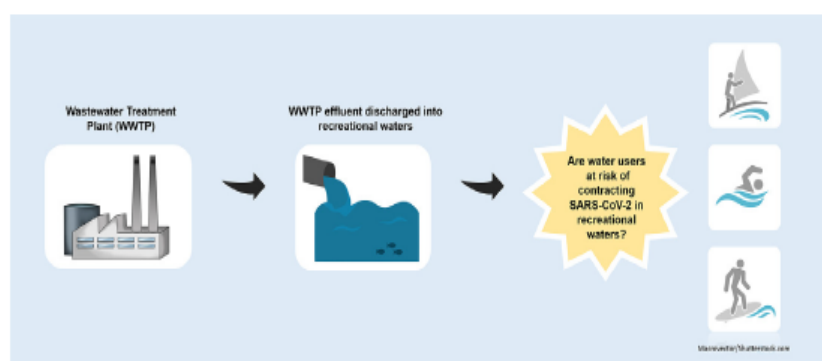 Wastewater Treatment
Plant (WWTP)
WWTP effluent discharged into
recreational waters
Are water users
at risk of
contracting
SARS-CoV-2 in
recreational
waters?
Macrovector/Shutterstock.com